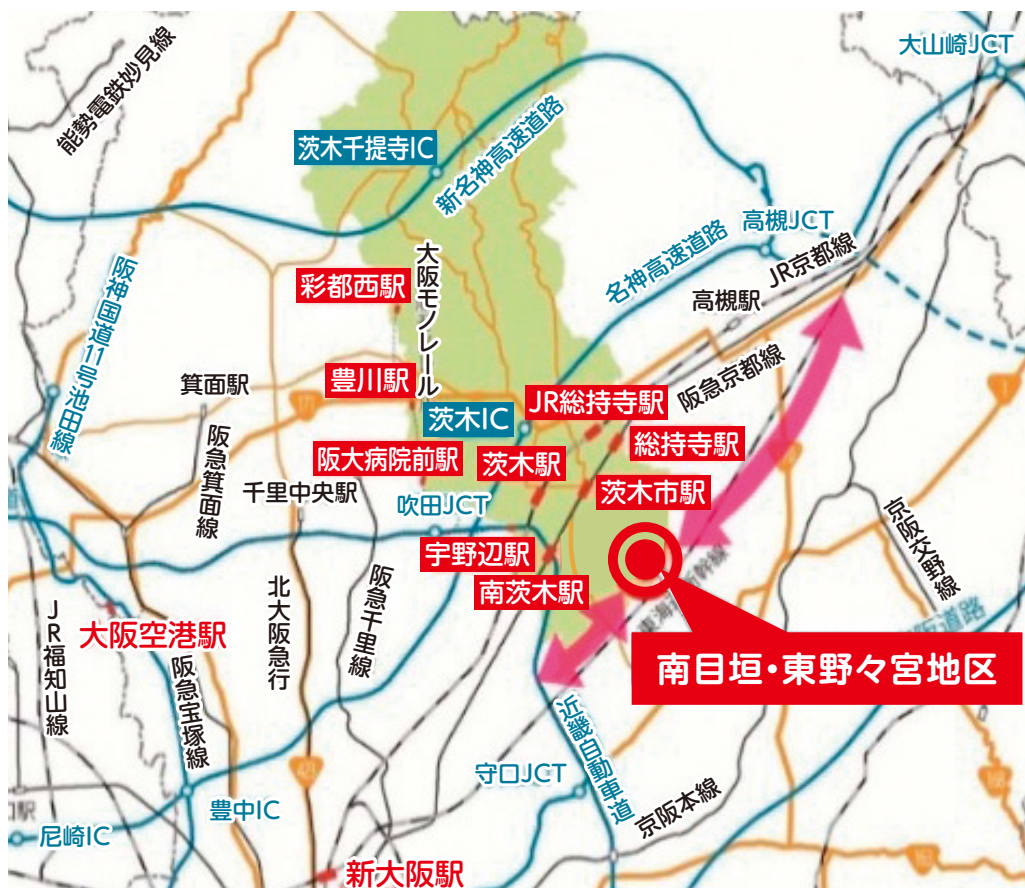 大山崎JCT
能勢電鉄妙見線
茨木千提寺IC
新名神高速道路
高槻JCT
名神高速道路
JR京都線
大阪モノレール
彩都西駅
高槻駅
阪神国道11号池田線
豊川駅
阪急京都線
箕面駅
171
茨木IC
JR総持寺駅
1
阪急箕面線
阪大病院前駅
茨木駅
総持寺駅
千里中央駅
茨木市駅
吹田JCT
京阪交野線
宇野辺駅
南茨木駅
阪急千里線
北大阪急行
JR福知山線
大阪空港駅
阪急宝塚線
南目垣・東野々宮地区
近畿自動車道
守口JCT
423
京阪本線
豊中IC
尼崎IC
163
新大阪駅